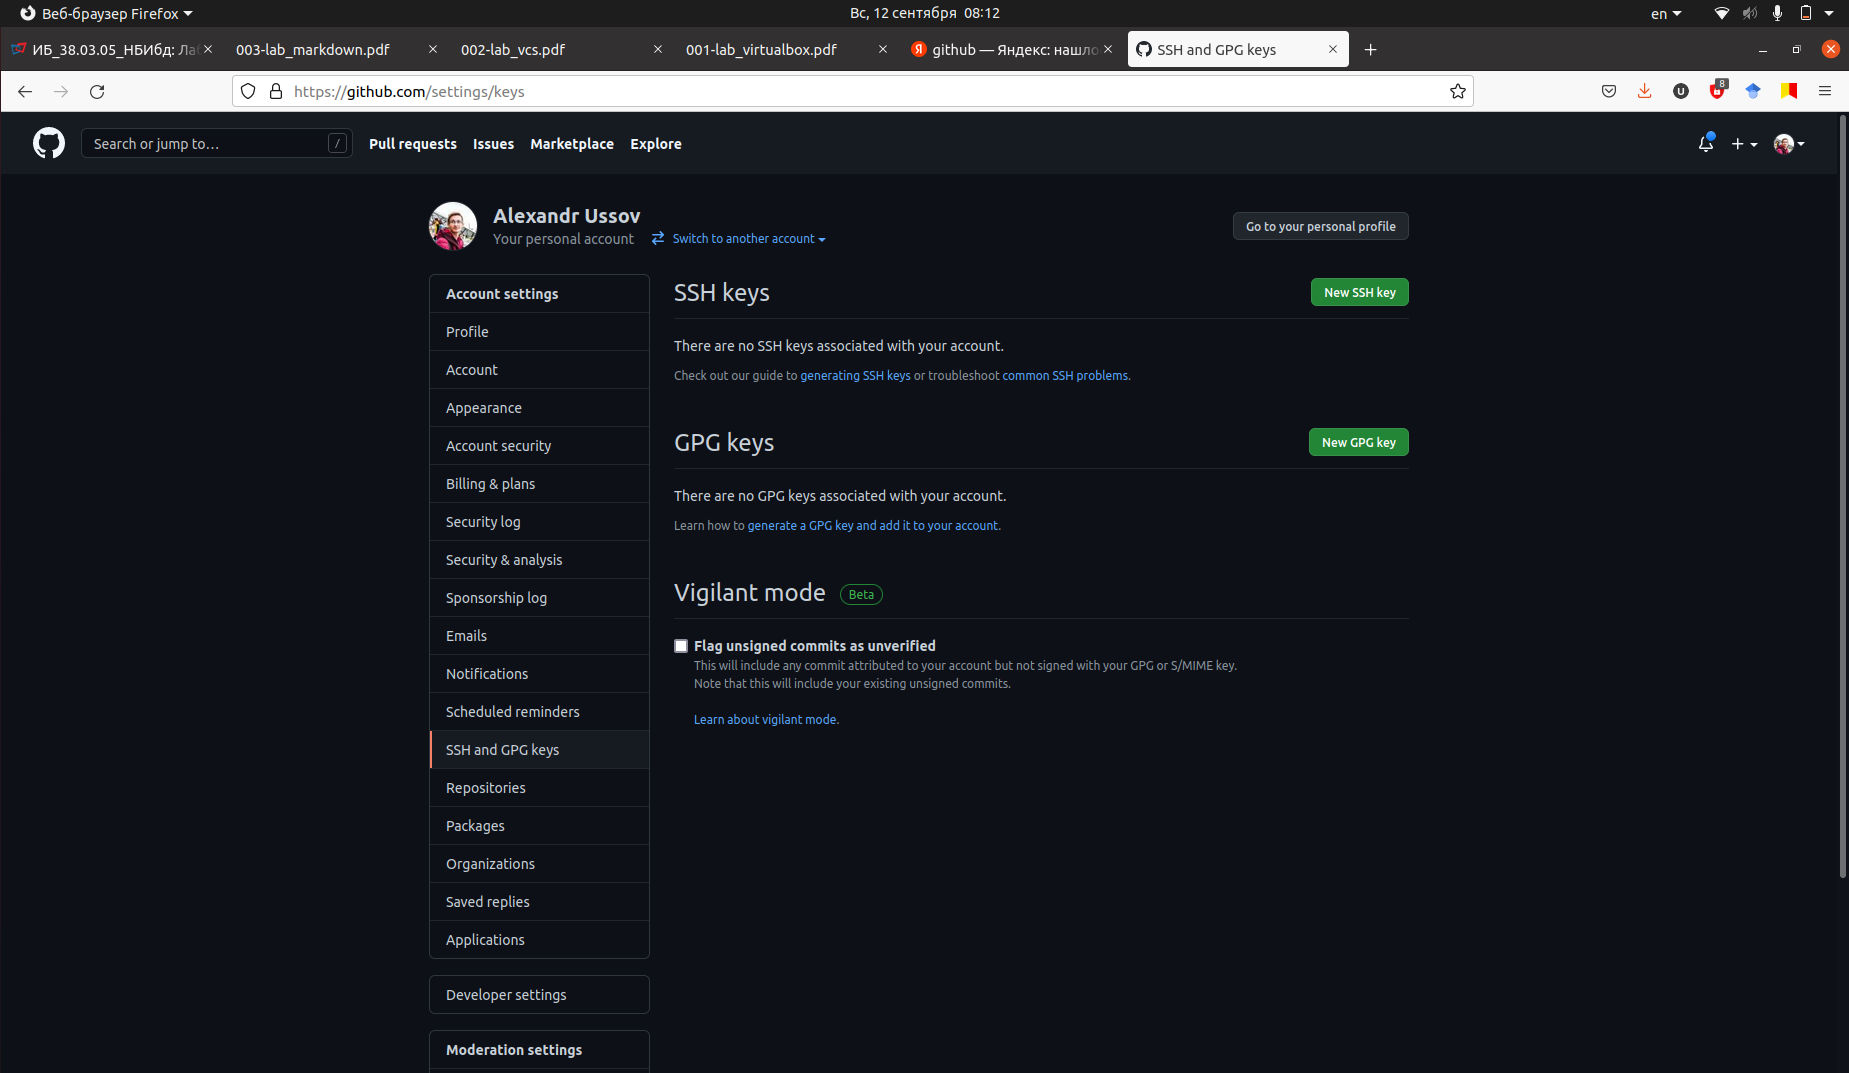 Веб-браузер Firefox
Вс, 12 сентября 08:12
en
ИБ_38.03.05_НБИбд: Ла
003-lab_markdown.pdf
002-lab_vcs.pdf
001-lab_virtualbox.pdf
github — Яндекс: нашло
SSH and GPG keys
https://github.com/settings/keys
8
Search or jump to…
/
Pull requests
Issues
Marketplace
Explore
Alexandr Ussov
Your personal account
Switch to another account
Go to your personal profile
Account settings
Profile
Account
Appearance
Account security
Billing & plans
Security log
Security & analysis
Sponsorship log
Emails
Notifications
Scheduled reminders
SSH and GPG keys
Repositories
Packages
Organizations
Saved replies
Applications
Developer settings
Moderation settings
SSH keys
New SSH key
There are no SSH keys associated with your account.
Check out our guide to generating SSH keys or troubleshoot common SSH problems.
GPG keys
New GPG key
There are no GPG keys associated with your account.
Learn how to generate a GPG key and add it to your account.
Vigilant mode
Beta
Flag unsigned commits as unverified
This will include any commit attributed to your account but not signed with your GPG or S/MIME key.
Note that this will include your existing unsigned commits.
Learn about vigilant mode.